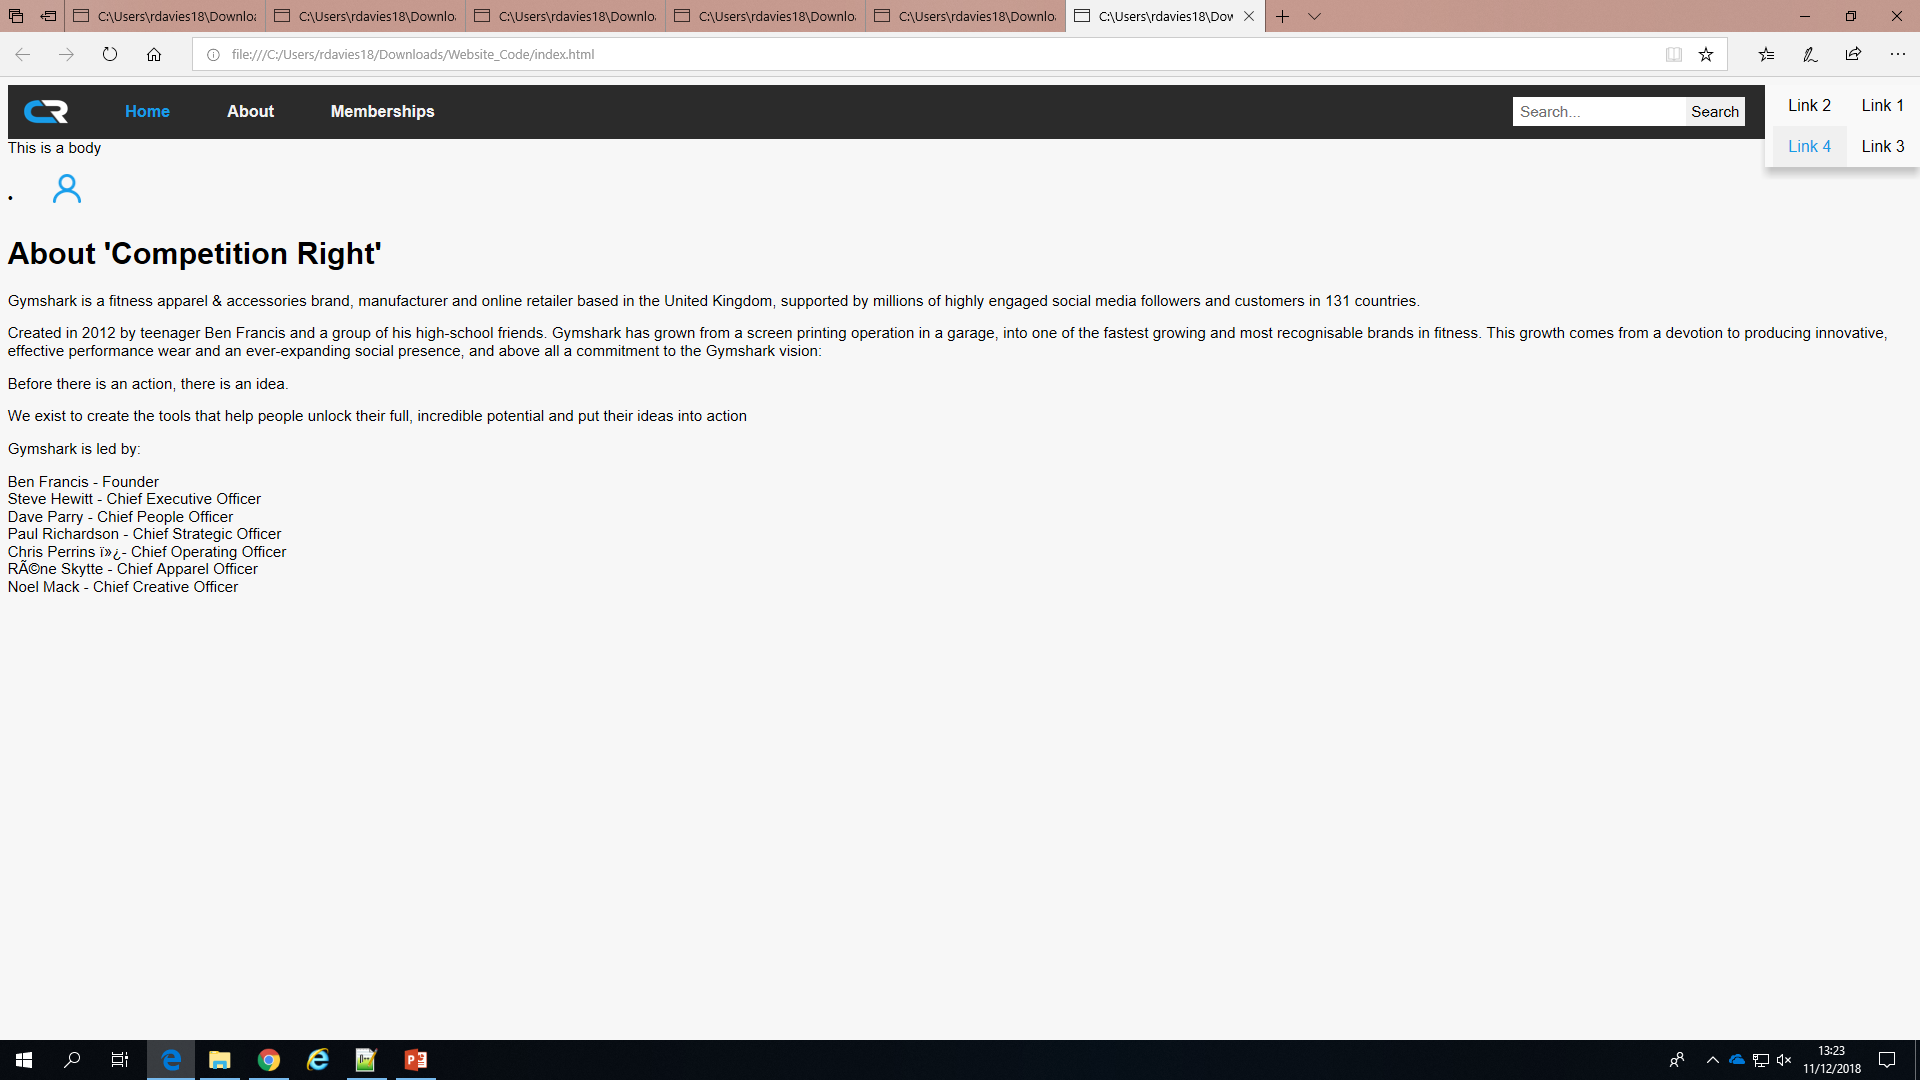 C:\Users\rdavies18\Downloa C:\Users\rdavies18\Downlo C:\Users\rdavies18\Downlo C:\Users\rdavies18\Downlo C:\Users\rdavies18\Downlo C:\Users\rdavies18\Dow
file:///C:/Users/rdavies18/Downloads/Website_Code/index.html
CR Home About Memberships Search... Search Link 2 Link 1
This is a body Link 4 Link 3
•
About 'Competition Right'
Gymshark is a fitness apparel & accessories brand, manufacturer and online retailer based in the United Kingdom, supported by millions of highly engaged social media followers and customers in 131 countries.
Created in 2012 by teenager Ben Francis and a group of his high-school friends. Gymshark has grown from a screen printing operation in a garage, into one of the fastest growing and most recognisable brands in fitness. This growth comes from a devotion to producing innovative,
effective performance wear and an ever-expanding social presence, and above all a commitment to the Gymshark vision:
Before there is an action, there is an idea.
We exist to create the tools that help people unlock their full, incredible potential and put their ideas into action
Gymshark is led by:
Ben Francis - Founder
Steve Hewitt - Chief Executive Officer
Dave Parry - Chief People Officer
Paul Richardson - Chief Strategic Officer
Chris Perrins ï»¿- Chief Operating Officer
RÃ©ne Skytte - Chief Apparel Officer
Noel Mack - Chief Creative Officer
13:23
11/12/2018